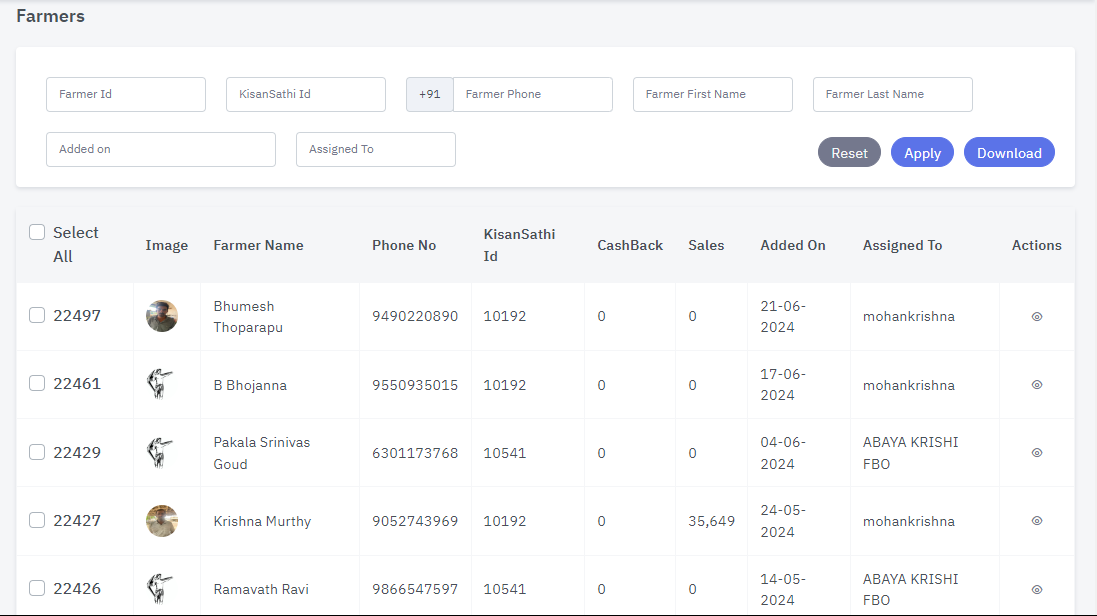 Farmers
Farmer Id
KisanSathi Id
+91
Farmer Phone
Farmer First Name
Farmer Last Name
Added on
Assigned To
Reset
Apply
Download
Select
All
Image
Farmer Name
Phone No
KisanSathi
Id
CashBack
Sales
Added On
Assigned To
Actions
22497
Bhumesh
Thoparapu
9490220890
10192
0
0
21-06-
2024
mohankrishna
22461
B Bhojanna
9550935015
10192
0
0
17-06-
2024
mohankrishna
22429
Pakala Srinivas
Goud
6301173768
10541
0
0
04-06-
2024
ABAYA KRISHI
FBO
22427
Krishna Murthy
9052743969
10192
0
35,649
24-05-
2024
mohankrishna
22426
Ramavath Ravi
9866547597
10541
0
0
14-05-
2024
ABAYA KRISHI
FBO